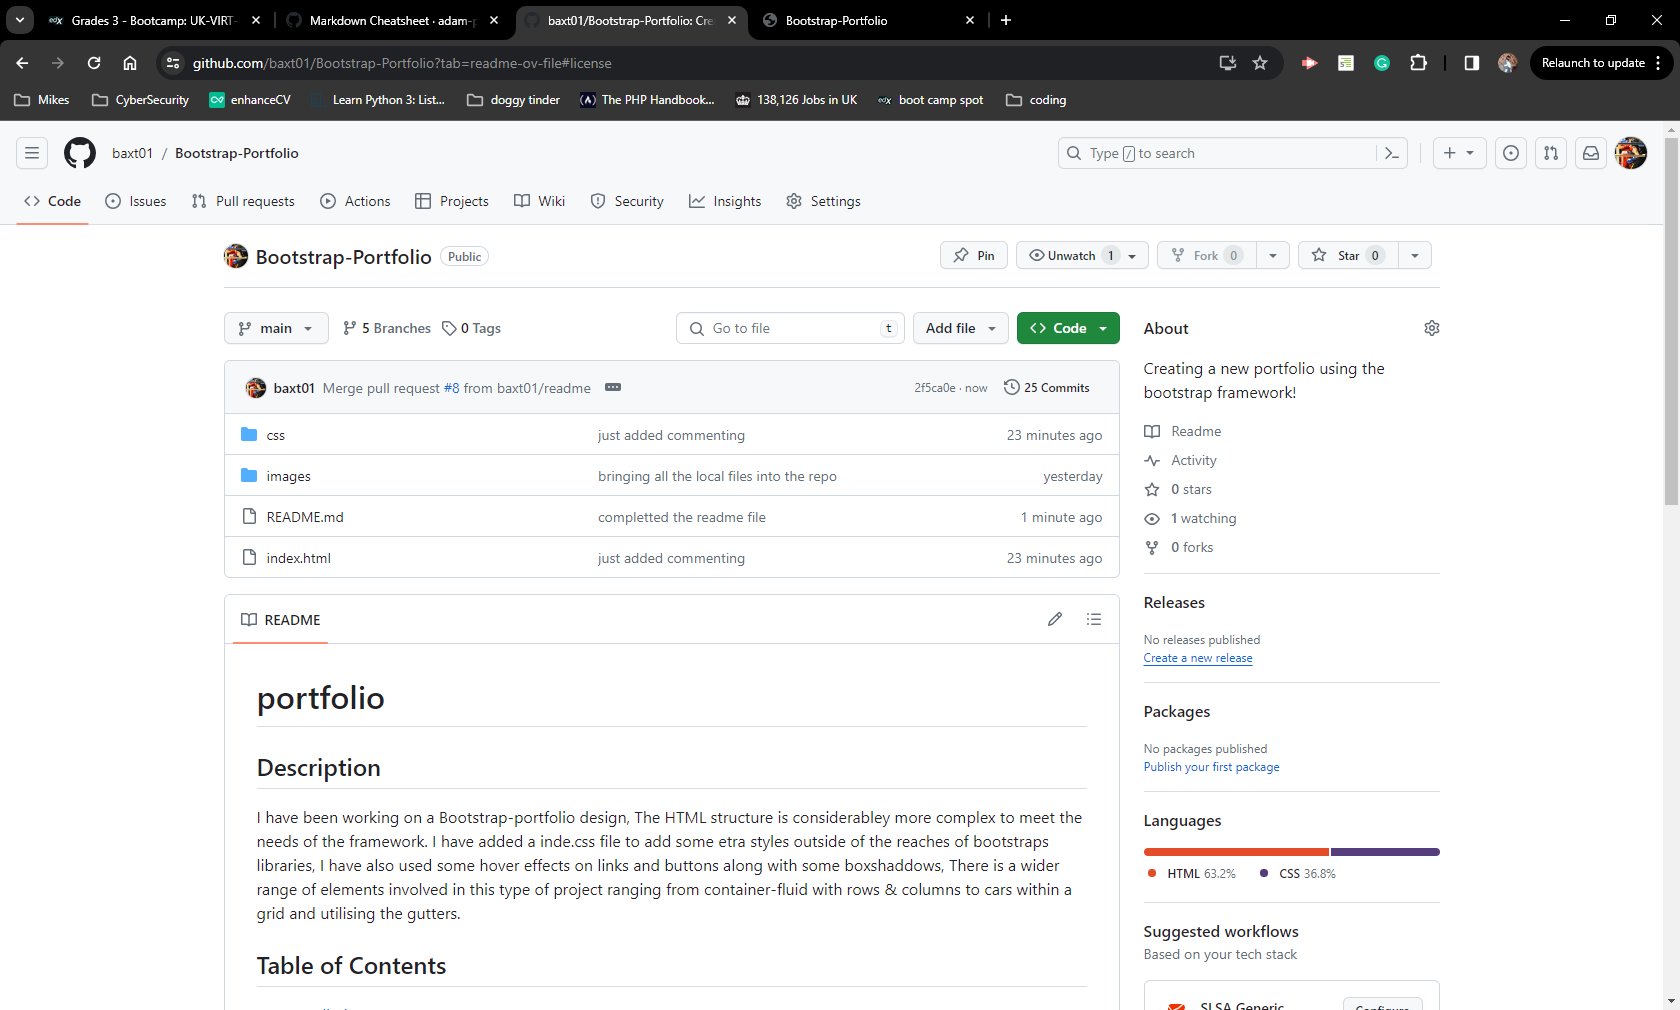 Grades 3 - Bootcamp: UK-VIRT-
Markdown Cheatsheet · adam-p
baxt01/Bootstrap-Portfolio: Cre
Bootstrap-Portfolio
github.com/baxt01/Bootstrap-Portfolio?tab=readme-ov-file#license
Relaunch to update
Mikes
CyberSecurity
enhanceCV
Learn Python 3: List...
doggy tinder
The PHP Handbook...
138,126 Jobs in UK
edX
boot camp spot
coding
baxt01 / Bootstrap-Portfolio
Type / to search
Code
Issues
Pull requests
Actions
Projects
Wiki
Security
Insights
Settings
Bootstrap-Portfolio
Public
Pin
Unwatch 1
Fork 0
Star 0
main
5 Branches
0 Tags
Go to file
t
Add file
Code
baxt01 Merge pull request #8 from baxt01/readme
2f5ca0e · now
25 Commits
css just added commenting 23 minutes ago
images bringing all the local files into the repo yesterday
README.md completted the readme file 1 minute ago
index.html just added commenting 23 minutes ago
README
portfolio
Description
I have been working on a Bootstrap-portfolio design, The HTML structure is considerabley more complex to meet the
needs of the framework. I have added a inde.css file to add some etra styles outside of the reaches of bootstraps
libraries, I have also used some hover effects on links and buttons along with some boxshaddows, There is a wider
range of elements involved in this type of project ranging from container-fluid with rows & columns to cars within a
grid and utilising the gutters.
Table of Contents
About
Creating a new portfolio using the
bootstrap framework!
Readme
Activity
0 stars
1 watching
0 forks
Releases
No releases published
Create a new release
Packages
No packages published
Publish your first package
Languages
HTML 63.2%
CSS 36.8%
Suggested workflows
Based on your tech stack
SLSA Generic
Configure